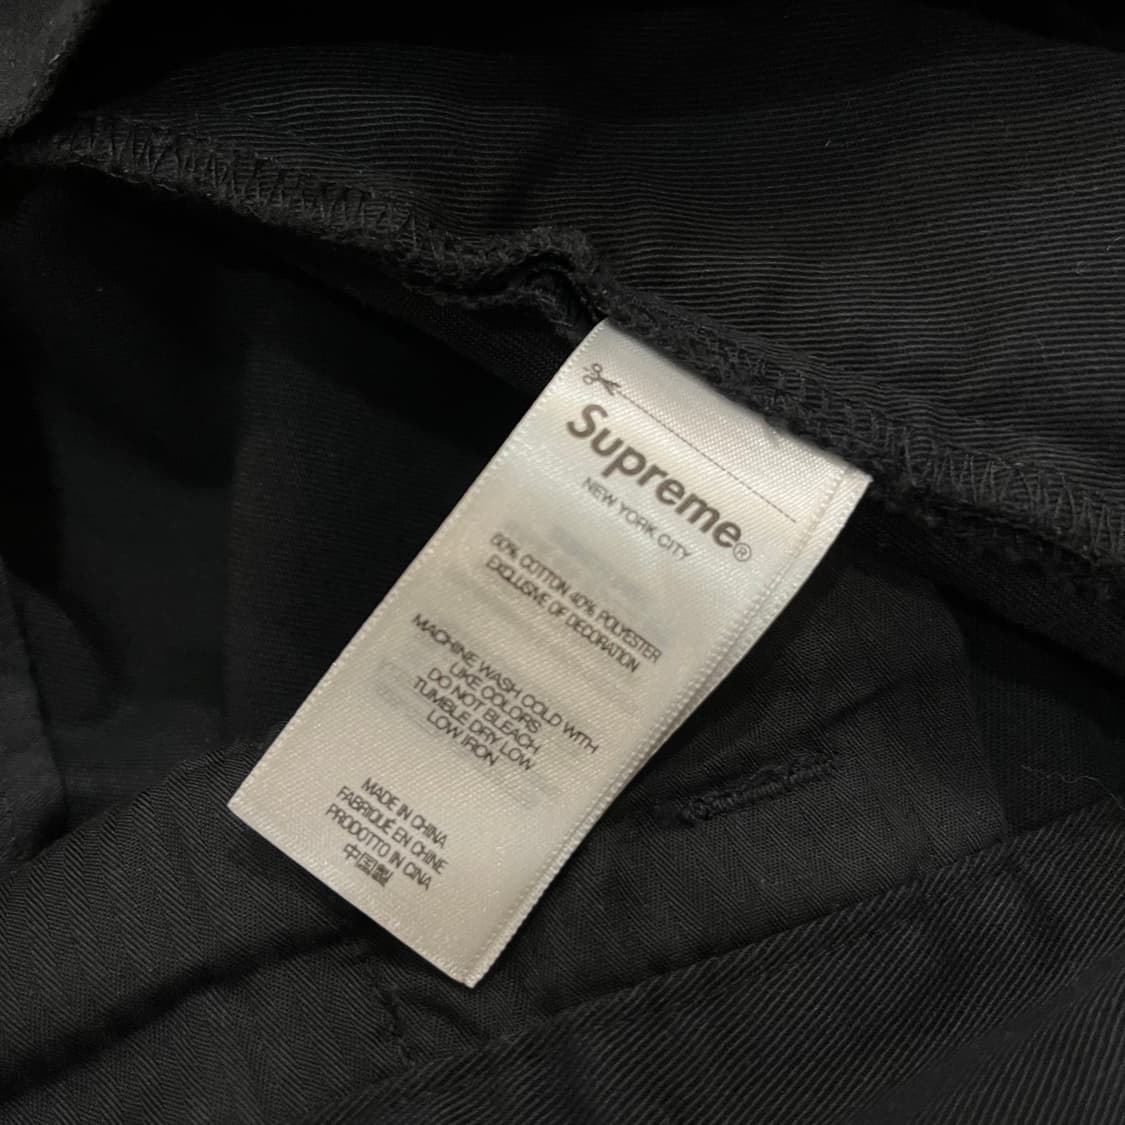 Supreme®
NEW YORK CITY
60% COTTON 40% POLYESTER
EXCLUSIVE OF DECORATION
MACHINE WASH COLD WITH
LIKE COLORS
DO NOT BLEACH
TUMBLE DRY LOW
LOW IRON
MADE IN CHINA
FABRIQUÉ EN CHINE
PRODOTTO IN CINA
中国製